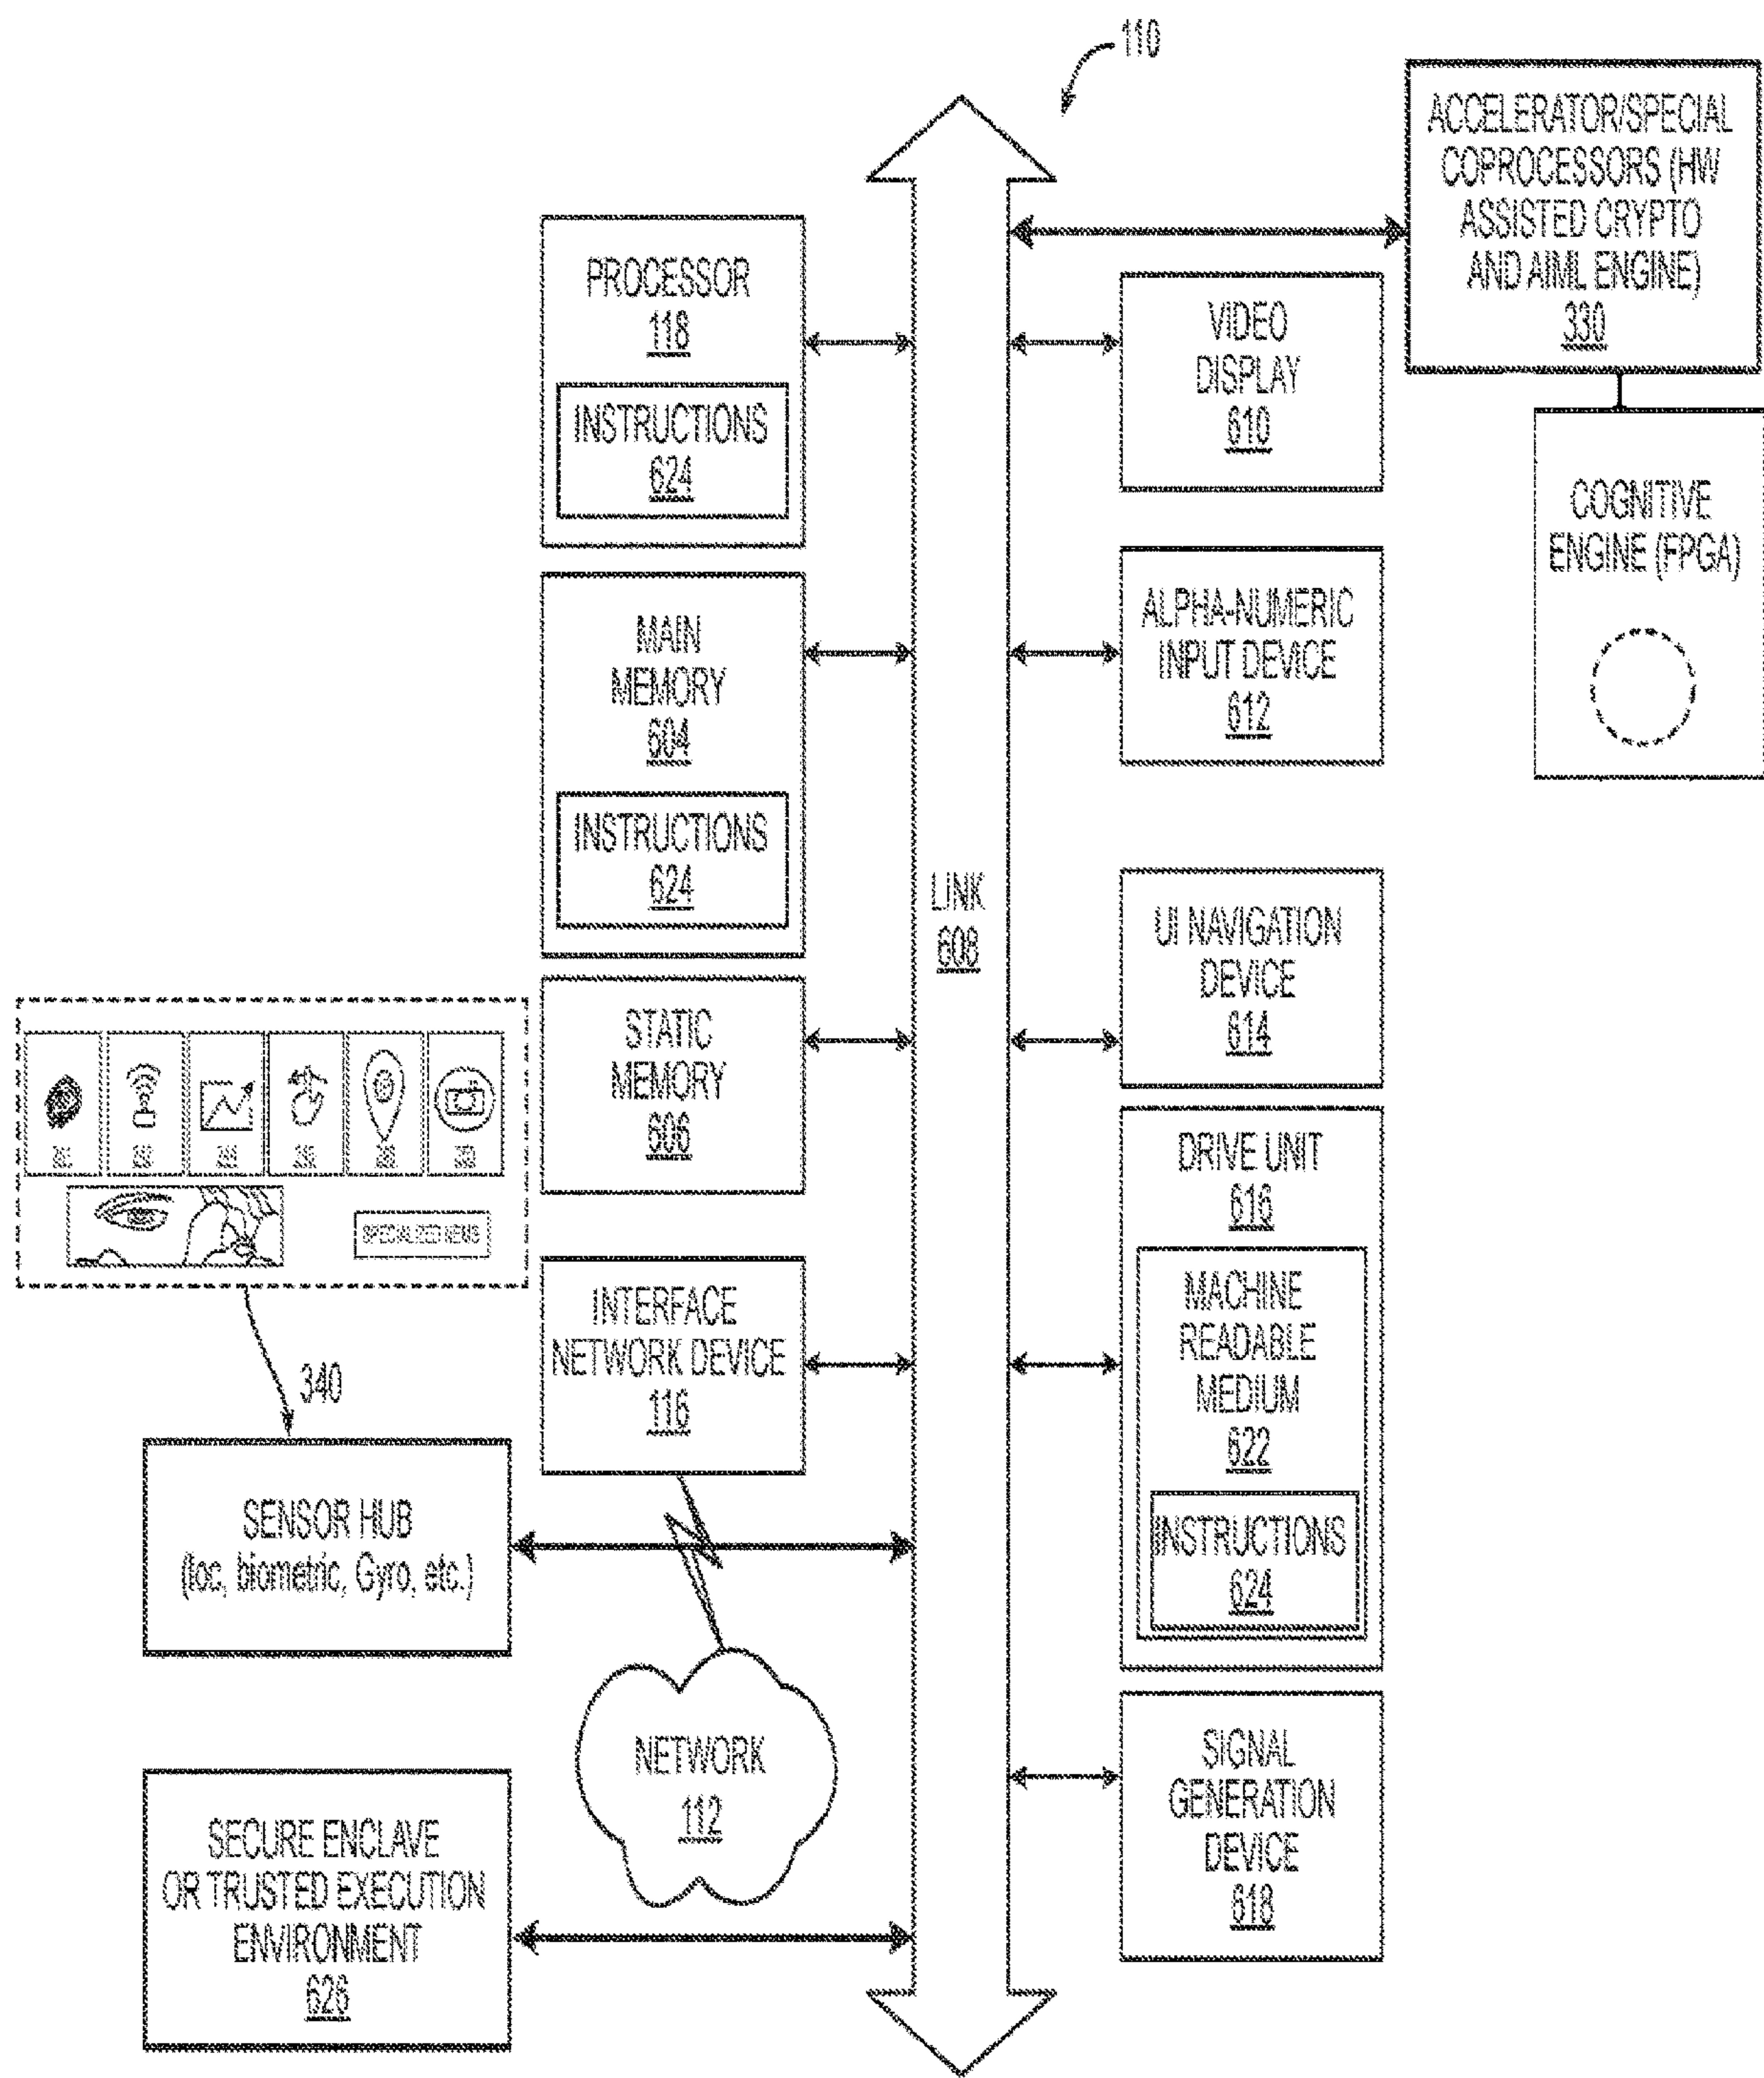 110
ACCELERATOR/SPECIAL
COPROCESSORS (HW
ASSISTED CRYPTO
AND AIML ENGINE)
330
PROCESSOR
118
INSTRUCTIONS
624
VIDEO
DISPLAY
610
COGNITIVE
ENGINE (FPGA)
MAIN
MEMORY
604
INSTRUCTIONS
624
ALPHA-NUMERIC
INPUT DEVICE
612
LINK
608
UI NAVIGATION
DEVICE
614
STATIC
MEMORY
606
SPECIALIZED
DRIVE UNIT
616
MACHINE
READABLE
MEDIUM
622
INSTRUCTIONS
624
INTERFACE
NETWORK DEVICE
116
340
SENSOR HUB
(loc, biometric, Gyro, etc.)
NETWORK
112
SIGNAL
GENERATION
DEVICE
618
SECURE ENCLAVE
OR TRUSTED EXECUTION
ENVIRONMENT
626